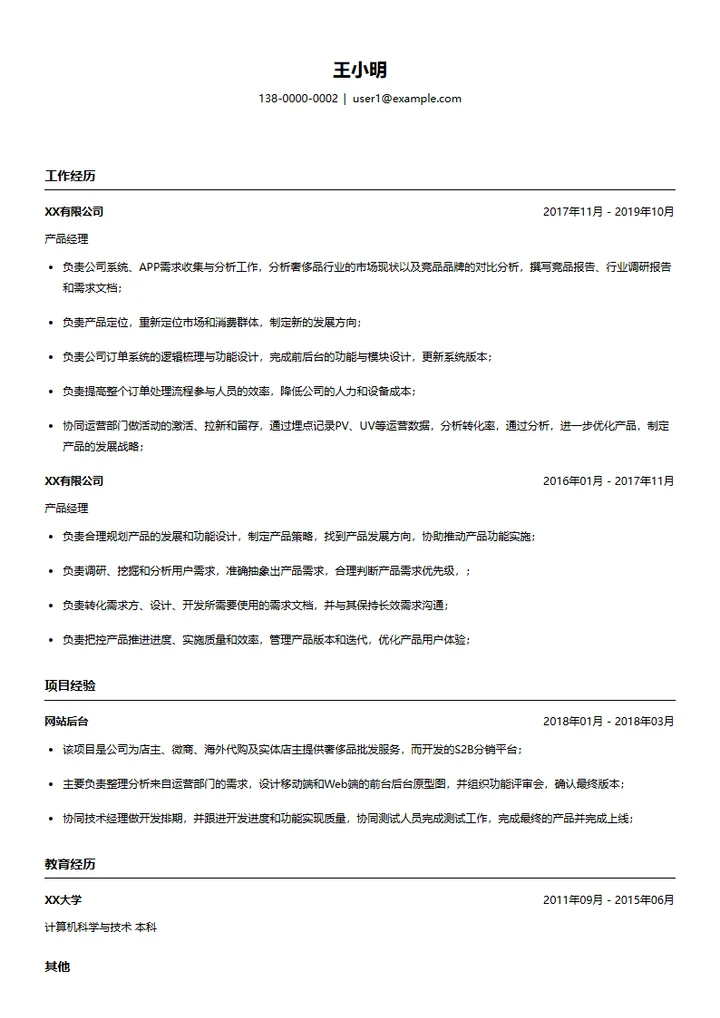 王小明
138-0000-0002 | user1@example.com
工作经历
XX有限公司 2017年11月 - 2019年10月
产品经理
• 负责公司系统、APP需求收集与分析工作，分析奢侈品行业的市场现状以及竞品品牌的对比分析，撰写竞品报告、行业调研报告
和需求文档；
• 负责产品定位，重新定位市场和消费群体，制定新的发展方向；
• 负责公司订单系统的逻辑梳理与功能设计，完成前后台的功能与模块设计，更新系统版本；
• 负责提高整个订单处理流程参与人员的效率，降低公司的人力和设备成本；
• 协同运营部门做活动的激活、拉新和留存，通过埋点记录PV、UV等运营数据，分析转化率，通过分析，进一步优化产品，制定
产品的发展战略；
XX有限公司 2016年01月 - 2017年11月
产品经理
• 负责合理规划产品的发展和功能设计，制定产品策略，找到产品发展方向，协助推动产品功能实施；
• 负责调研、挖掘和分析用户需求，准确抽象出产品需求，合理判断产品需求优先级，；
• 负责转化需求方、设计、开发所需要使用的需求文档，并与其保持长效需求沟通；
• 负责把控产品推进进度、实施质量和效率，管理产品版本和迭代，优化产品用户体验；
项目经验
网站后台 2018年01月 - 2018年03月
• 该项目是公司为店主、微商、海外代购及实体店主提供奢侈品批发服务，而开发的S2B分销平台；
• 主要负责整理分析来自运营部门的需求，设计移动端和Web端的前台后台原型图，并组织功能评审会，确认最终版本；
• 协同技术经理做开发排期，并跟进开发进度和功能实现质量，协同测试人员完成测试工作，完成最终的产品并完成上线；
教育经历
XX大学 2011年09月 - 2015年06月
计算机科学与技术 本科
其他